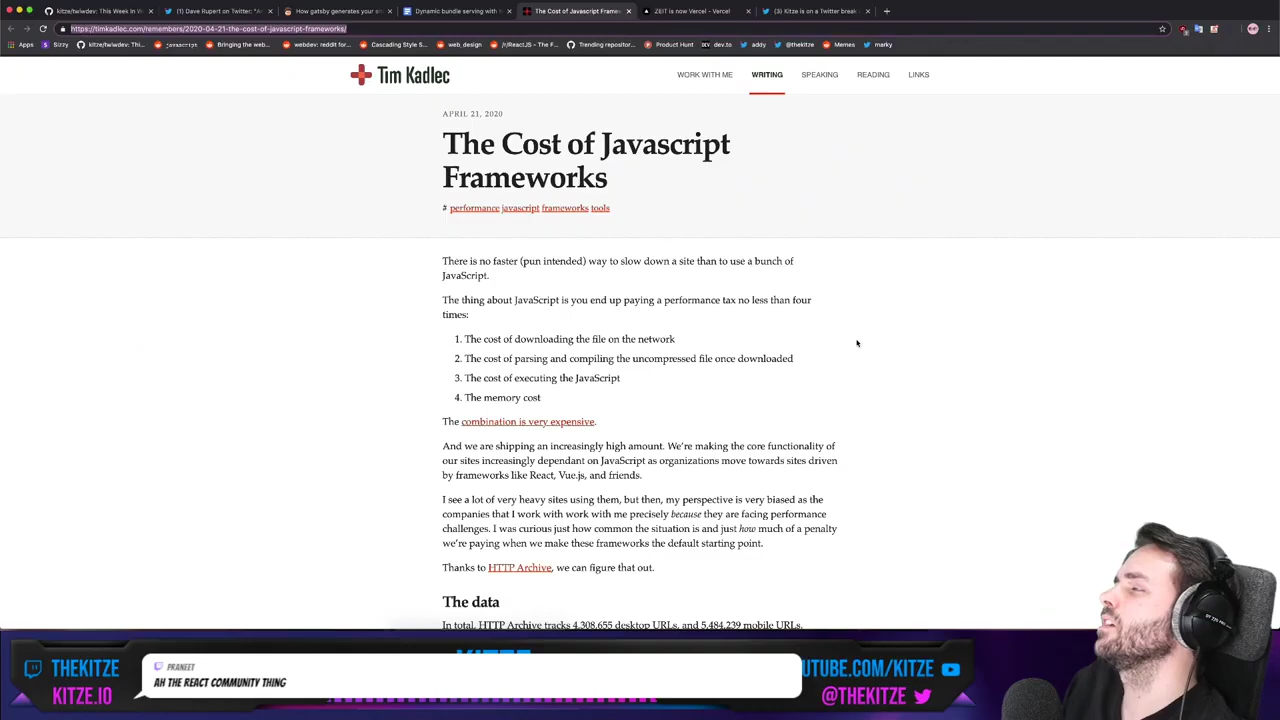 kitze/twiwdev: This Week In W
(1) Dave Rupert on Twitter: "A
How gatsby generates your sit
Dynamic bundle serving with N
The Cost of Javascript Framew
ZEIT is now Vercel - Vercel
(3) Kitze is on a Twitter break
https://timkadlec.com/remembers/2020-04-21-the-cost-of-javascript-frameworks/
Apps
Sizzy
kitze/twiwdev: This
javascript
Bringing the web...
webdev: reddit for...
Cascading Style S...
web_design
/r/ReactJS - The F...
Trending repositor...
Product Hunt
dev.to
addy
@thekitze
Memes
marky
Tim Kadlec
WORK WITH ME WRITING SPEAKING READING LINKS
APRIL 21, 2020
The Cost of Javascript
Frameworks
# performance javascript frameworks tools
There is no faster (pun intended) way to slow down a site than to use a bunch of
JavaScript.
The thing about JavaScript is you end up paying a performance tax no less than four
times:
1. The cost of downloading the file on the network
2. The cost of parsing and compiling the uncompressed file once downloaded
3. The cost of executing the JavaScript
4. The memory cost
The combination is very expensive.
And we are shipping an increasingly high amount. We're making the core functionality of
our sites increasingly dependant on JavaScript as organizations move towards sites driven
by frameworks like React, Vue.js, and friends.
I see a lot of very heavy sites using them, but then, my perspective is very biased as the
companies that I work with work with me precisely because they are facing performance
challenges. I was curious just how common the situation is and just how much of a penalty
we're paying when we make these frameworks the default starting point.
Thanks to HTTP Archive, we can figure that out.
The data
In total, HTTP Archive tracks 4,308,655 desktop URLs, and 5,484,239 mobile URLs.
THEKITZE
KITZE.IO
PRANEET
AH THE REACT COMMUNITY THING
UTUBE.COM/KITZE
@THEKITZE